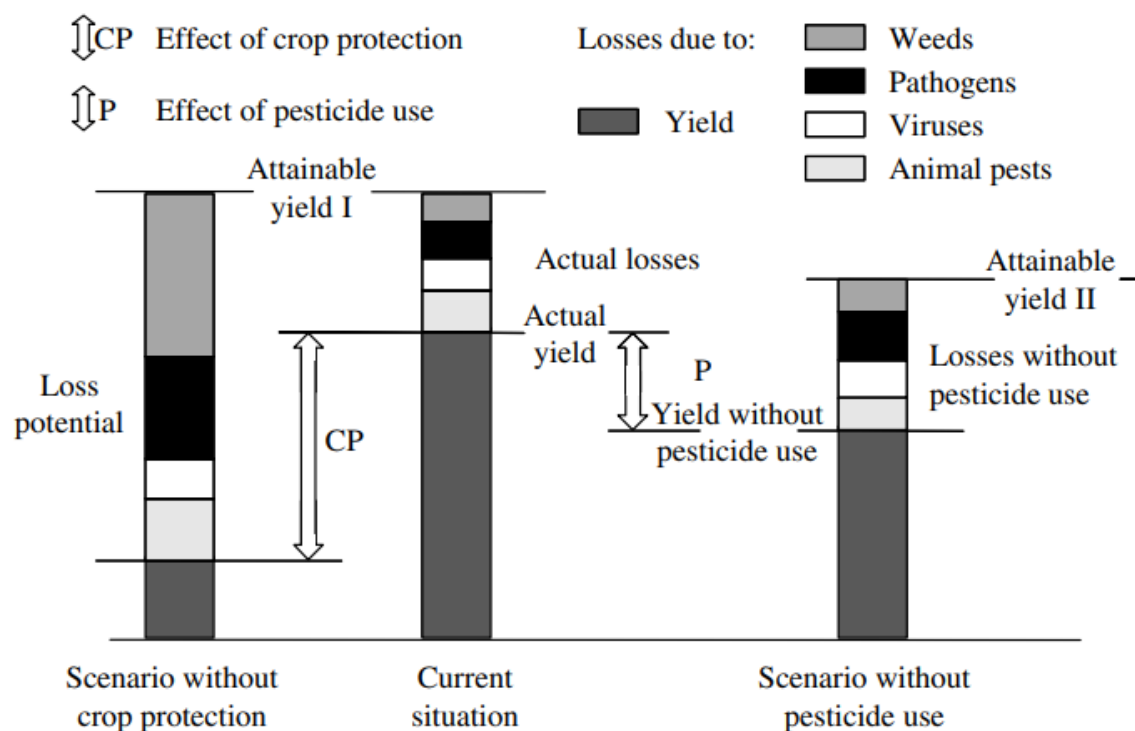 CP Effect of crop protection
P Effect of pesticide use
Losses due to:
Yield
Weeds
Pathogens
Viruses
Animal pests
Attainable
yield I
Loss
potential
CP
Actual losses
Actual
yield
P
Yield without
pesticide use
Attainable
yield II
Losses without
pesticide use
Scenario without
crop protection
Current
situation
Scenario without
pesticide use